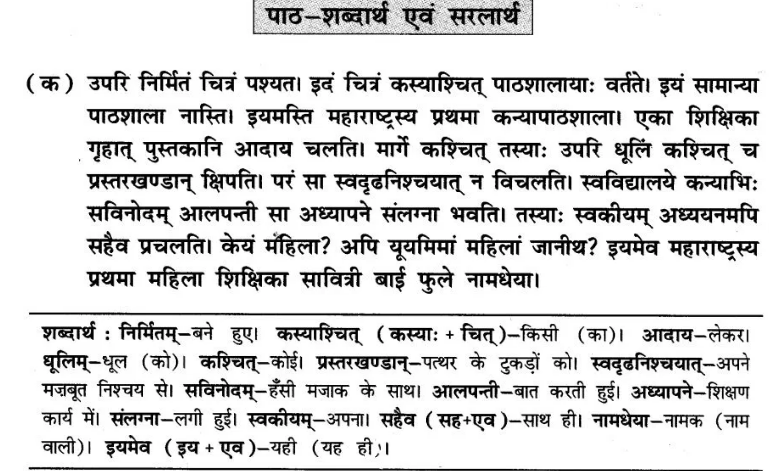 पाठ–शब्दार्थ एवं सरलार्थ
(क) उपरि निर्मितं चित्रं पश्यत। इदं चित्रं कस्याश्चित् पाठशालायाः वर्तते। इयं सामान्या
पाठशाला नास्ति। इयमस्ति महाराष्ट्रस्य प्रथमा कन्यापाठशाला। एका शिक्षिका
गृहात् पुस्तकानि आदाय चलति। मार्गे कश्चित् तस्याः उपरि धूलिं कश्चित् च
प्रस्तरखण्डान् क्षिपति। परं सा स्वदृढनिश्चयात् न विचलति। स्वविद्यालये कन्याभिः
सविनोदम् आलपन्ती सा अध्यापने संलग्ना भवति। तस्याः स्वकीयम् अध्ययनमपि
सहैव प्रचलति। केयं महिला? अपि यूयमिमां महिलां जानीथ? इयमेव महाराष्ट्रस्य
प्रथमा महिला शिक्षिका सावित्री बाई फुले नामधेया।
शब्दार्थ : निर्मितम्–बने हुए। कस्याश्चित् (कस्याः + चित्)–किसी (का)। आदाय–लेकर।
धूलिम्–धूल (को)। कश्चित्–कोई। प्रस्तरखण्डान्–पत्थर के टुकड़ों को। स्वदृढनिश्चयात्–अपने
मज़बूत निश्चय से। सविनोदम्–हँसी मजाक के साथ। आलपन्ती–बात करती हुई। अध्यापने–शिक्षण
कार्य में। संलग्ना–लगी हुई। स्वकीयम्–अपना। सहैव (सह+एव)–साथ ही। नामधेया–नामक (नाम
वाली)। इयमेव (इय + एव)–यही (यह ही)।